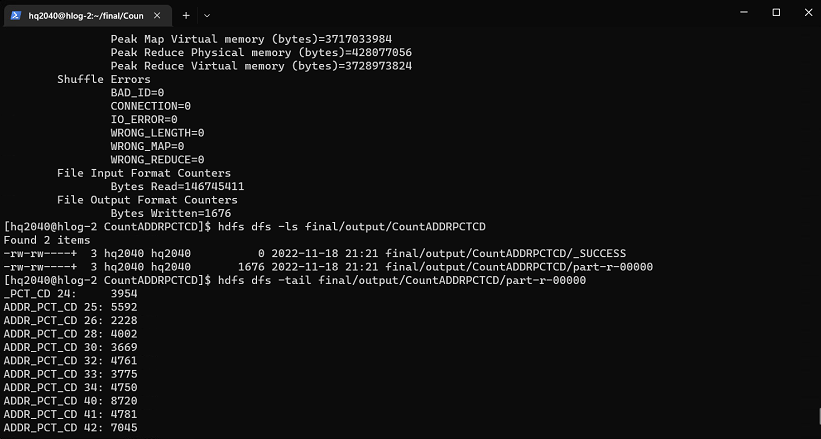 hq2040@hlog-2:~/final/Coun
Peak Map Virtual memory (bytes)=3717033984
Peak Reduce Physical memory (bytes)=428077056
Peak Reduce Virtual memory (bytes)=3728973824
Shuffle Errors
BAD_ID=0
CONNECTION=0
IO_ERROR=0
WRONG_LENGTH=0
WRONG_MAP=0
WRONG_REDUCE=0
File Input Format Counters
Bytes Read=146745411
File Output Format Counters
Bytes Written=1676
[hq2040@hlog-2 CountADDRPCTCD]$ hdfs dfs -ls final/output/CountADDRPCTCD
Found 2 items
-rw-rw----+  3 hq2040 hq2040          0 2022-11-18 21:21 final/output/CountADDRPCTCD/_SUCCESS
-rw-rw----+  3 hq2040 hq2040       1676 2022-11-18 21:21 final/output/CountADDRPCTCD/part-r-00000
[hq2040@hlog-2 CountADDRPCTCD]$ hdfs dfs -tail final/output/CountADDRPCTCD/part-r-00000
_PCT_CD 24:     3954
ADDR_PCT_CD 25: 5592
ADDR_PCT_CD 26: 2228
ADDR_PCT_CD 28: 4002
ADDR_PCT_CD 30: 3669
ADDR_PCT_CD 32: 4761
ADDR_PCT_CD 33: 3775
ADDR_PCT_CD 34: 4750
ADDR_PCT_CD 40: 8720
ADDR_PCT_CD 41: 4781
ADDR_PCT_CD 42: 7045